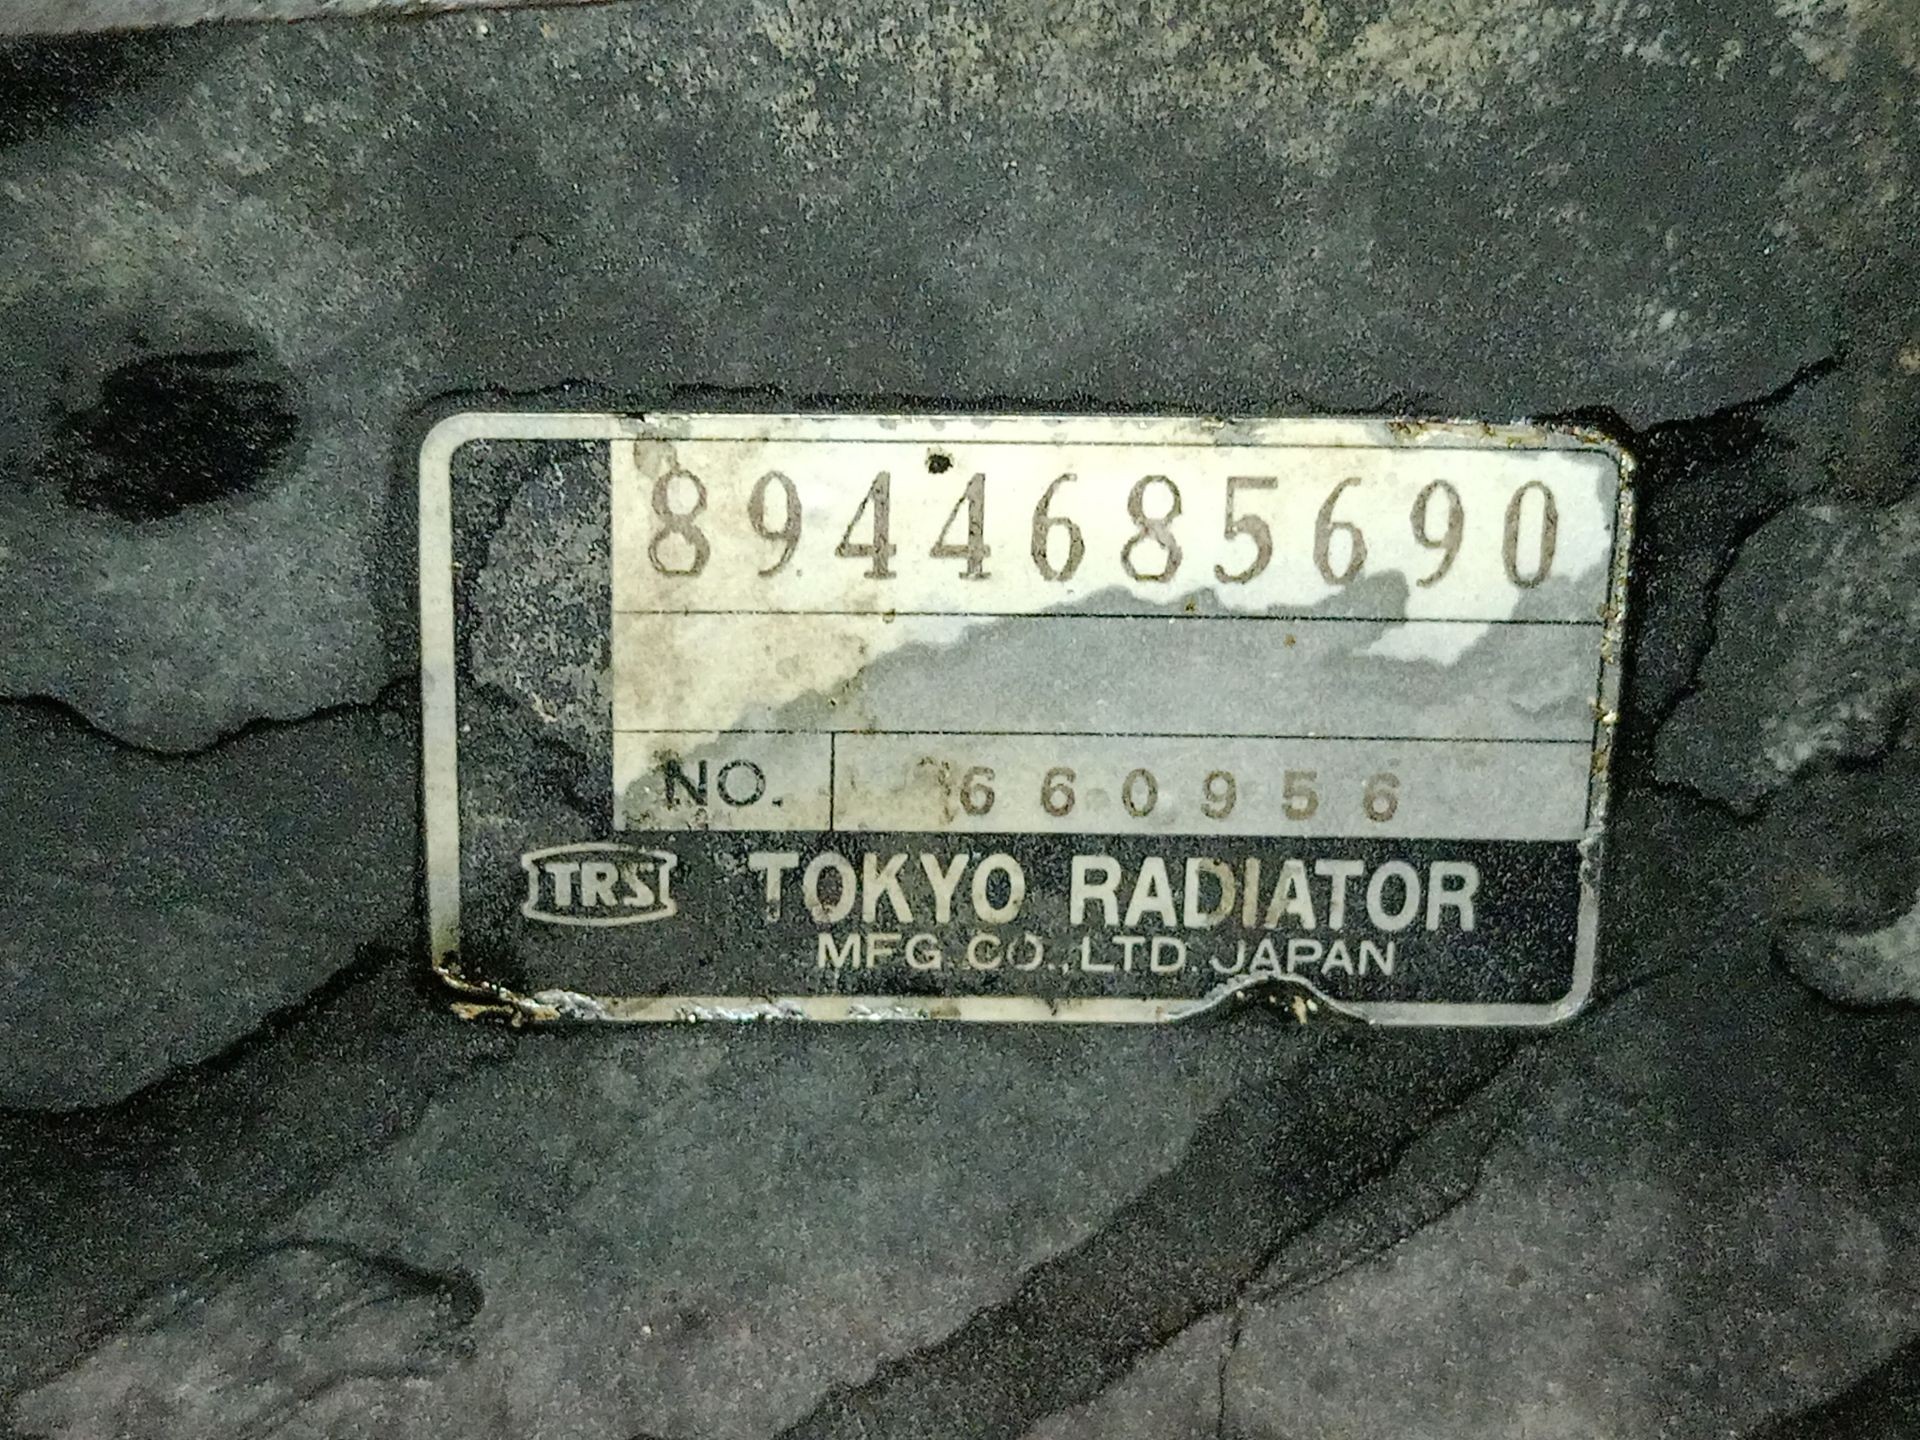 8944685690
NO. 660956
TRS TOKYO RADIATOR
MFG. CO., LTD. JAPAN